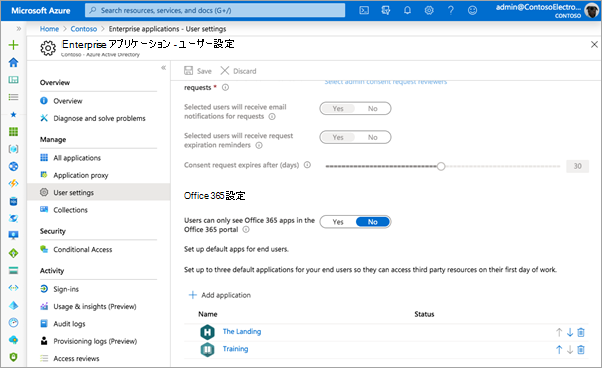 Microsoft Azure
Search resources, services, and docs (G+/)
admin@ContosoElectro...
CONTOSO
Home > Contoso > Enterprise applications - User settings
Enterprise アプリケーション - ユーザー設定
Contoso - Azure Active Directory
Save
Discard
Overview
Overview
Diagnose and solve problems
Manage
All applications
Application proxy
User settings
Collections
Security
Conditional Access
Activity
Sign-ins
Usage & insights (Preview)
Audit logs
Provisioning logs (Preview)
Access reviews
Select admin consent request reviewers
requests *
Selected users will receive email
notifications for requests
Yes No
Selected users will receive request
expiration reminders
Yes No
Consent request expires after (days)
30
Office 365 設定
Users can only see Office 365 apps in the
Office 365 portal
Yes No
Set up default apps for end users.
Set up to three default applications for your end users so they can access third party resources on their first day of work.
+ Add application
Name Status
The Landing
Training